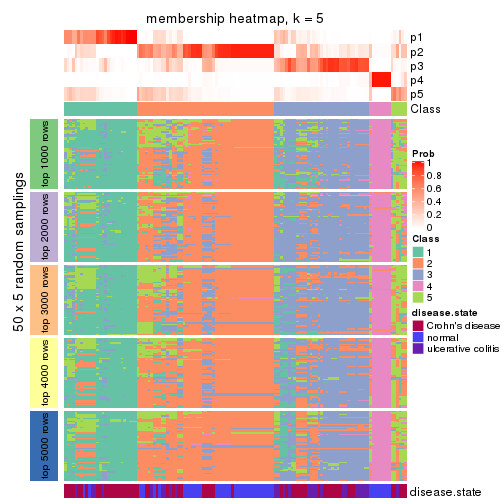 membership heatmap, k = 5
p1
p2
p3
p4
p5
Class
50 x 5 random samplings
top 1000 rows
top 2000 rows
top 3000 rows
top 4000 rows
top 5000 rows
disease.state
Prob
1
0.8
0.6
0.4
0.2
0
Class
1
2
3
4
5
disease.state
Crohn's disease
normal
ulcerative colitis